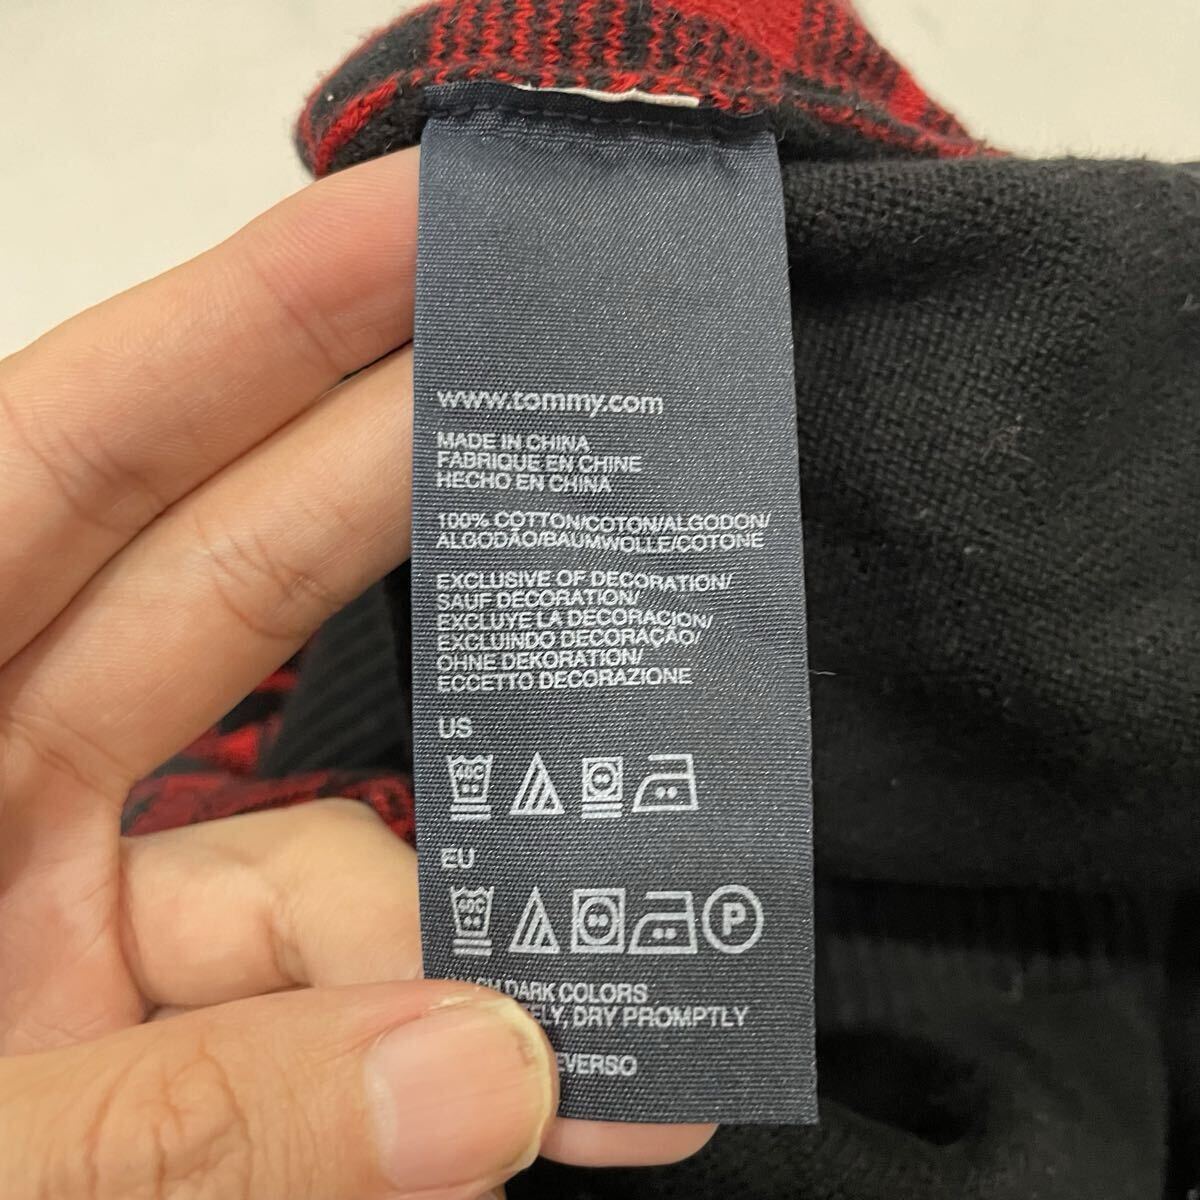 www.tommy.com
MADE IN CHINA
FABRIQUE EN CHINE
HECHO EN CHINA
100% COTTON/COTON/ALGODON/
ALGODÃO/BAUMWOLLE/COTONE
EXCLUSIVE OF DECORATION/
SAUF DECORATION/
EXCLUYE LA DECORACION/
EXCLUINDO DECORAÇÃO/
OHNE DEKORATION/
ECCETTO DECORAZIONE
US
40C
EU
P
DARK COLORS
DRY PROMPTLY